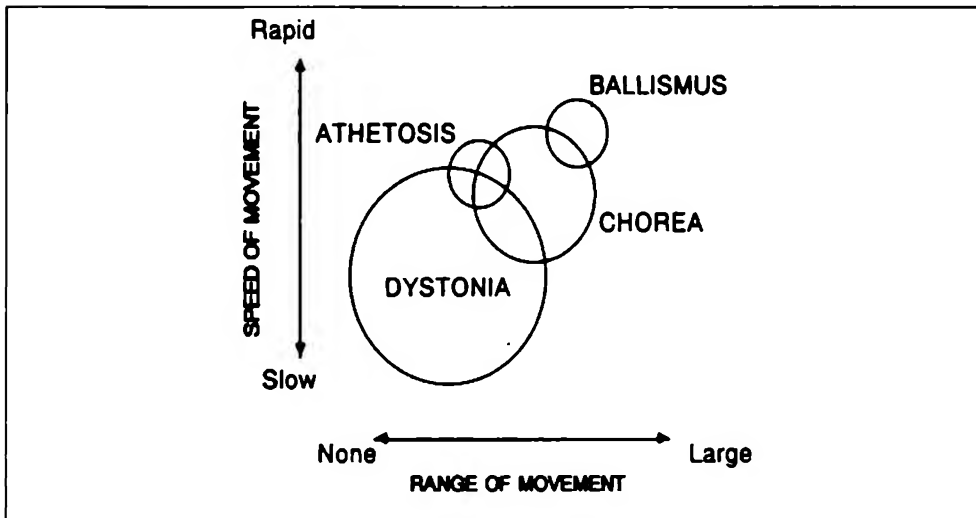 Rapid
BALLISMUS
ATHETOSIS
SPEED OF MOVEMENT
CHOREA
DYSTONIA
Slow
None
Large
RANGE OF MOVEMENT